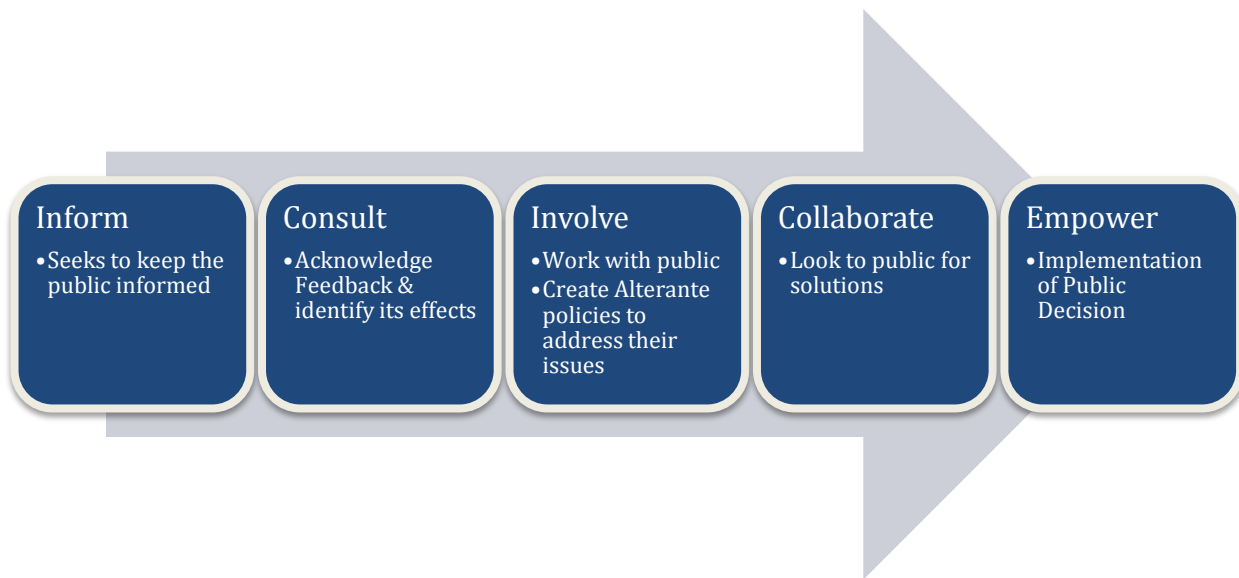 Inform
•Seeks to keep the
public informed
Consult
•Acknowledge
Feedback &
identify its effects
Involve
•Work with public
•Create Alterante
policies to
address their
issues
Collaborate
•Look to public for
solutions
Empower
•Implementation
of Public
Decision